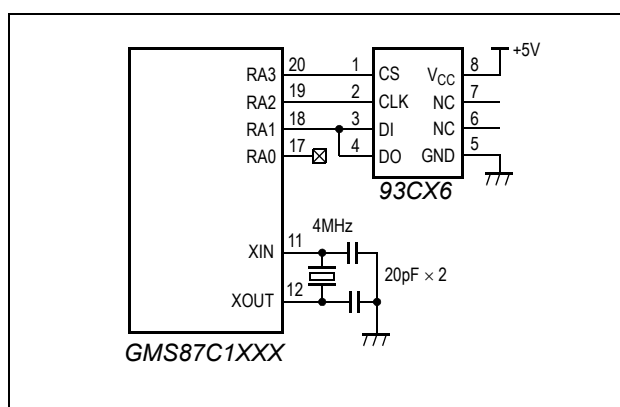 +5V
RA3 20 1 CS VCC 8
RA2 19 2 CLK NC 7
RA1 18 3 DI NC 6
RA0 17 4 DO GND 5
93CX6
4MHz
XIN 11
20pF × 2
XOUT 12
GMS87C1XXX